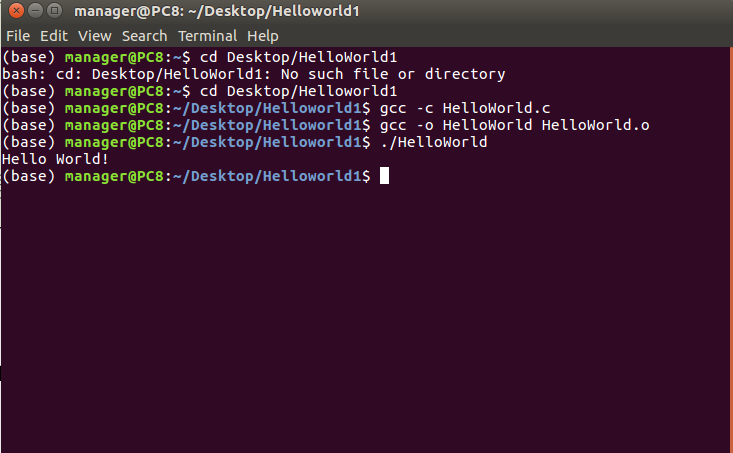 manager@PC8: ~/Desktop/Helloworld1
File Edit View Search Terminal Help
(base) manager@PC8:~$ cd Desktop/HelloWorld1
bash: cd: Desktop/HelloWorld1: No such file or directory
(base) manager@PC8:~$ cd Desktop/Helloworld1
(base) manager@PC8:~/Desktop/Helloworld1$ gcc -c HelloWorld.c
(base) manager@PC8:~/Desktop/Helloworld1$ gcc -o HelloWorld HelloWorld.o
(base) manager@PC8:~/Desktop/Helloworld1$ ./HelloWorld
Hello World!
(base) manager@PC8:~/Desktop/Helloworld1$